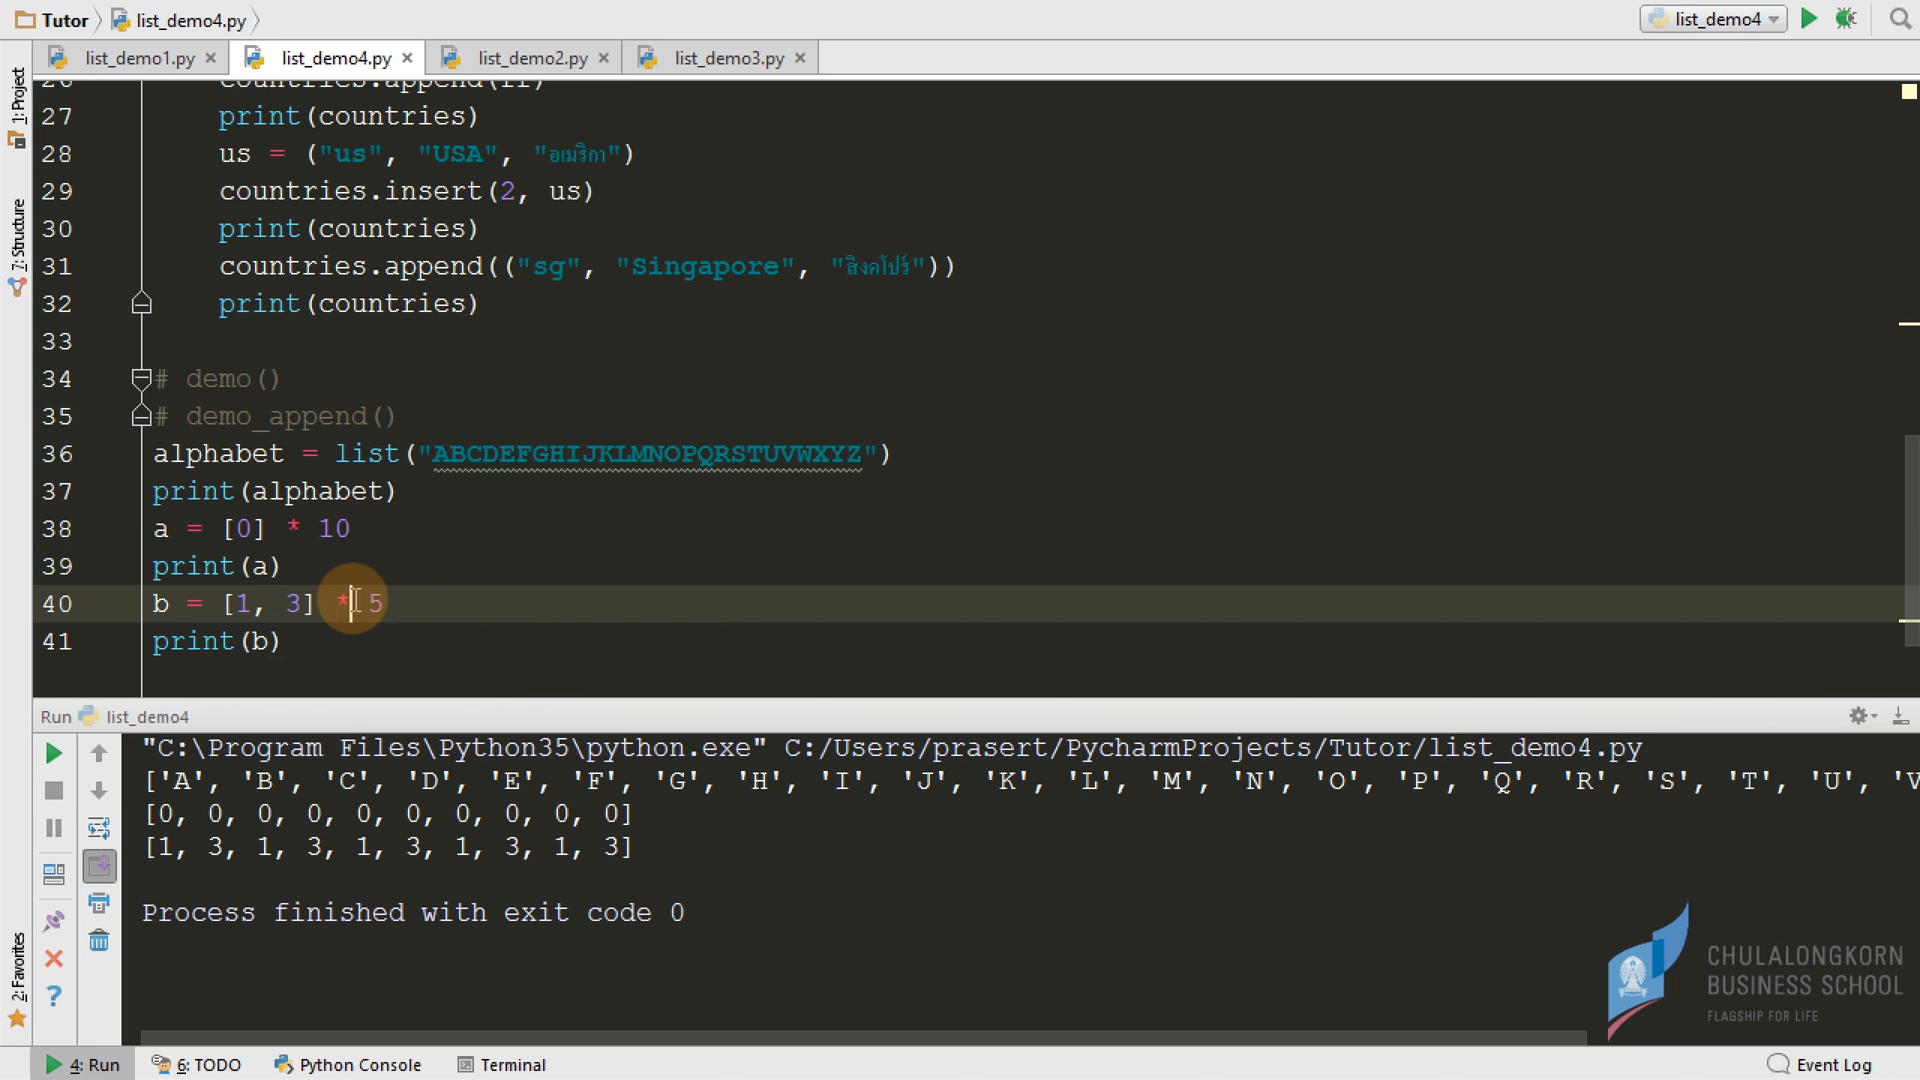 Tutor list_demo4.py list_demo4
list_demo1.py list_demo4.py list_demo2.py list_demo3.py
1: Project
7: Structure
2: Favorites
26 countries.append(fr)
27 print(countries)
28 us = ("us", "USA", "อเมริกา")
29 countries.insert(2, us)
30 print(countries)
31 countries.append(("sg", "Singapore", "สิงคโปร์"))
32 print(countries)
33
34 # demo()
35 # demo_append()
36 alphabet = list("ABCDEFGHIJKLMNOPQRSTUVWXYZ")
37 print(alphabet)
38 a = [0] * 10
39 print(a)
40 b = [1, 3] * 5
41 print(b)
Run list_demo4
"C:\Program Files\Python35\python.exe" C:/Users/prasert/PycharmProjects/Tutor/list_demo4.py
['A', 'B', 'C', 'D', 'E', 'F', 'G', 'H', 'I', 'J', 'K', 'L', 'M', 'N', 'O', 'P', 'Q', 'R', 'S', 'T', 'U', 'V
[0, 0, 0, 0, 0, 0, 0, 0, 0, 0]
[1, 3, 1, 3, 1, 3, 1, 3, 1, 3]
Process finished with exit code 0
CHULALONGKORN
BUSINESS SCHOOL
FLAGSHIP FOR LIFE
4: Run 6: TODO Python Console Terminal Event Log